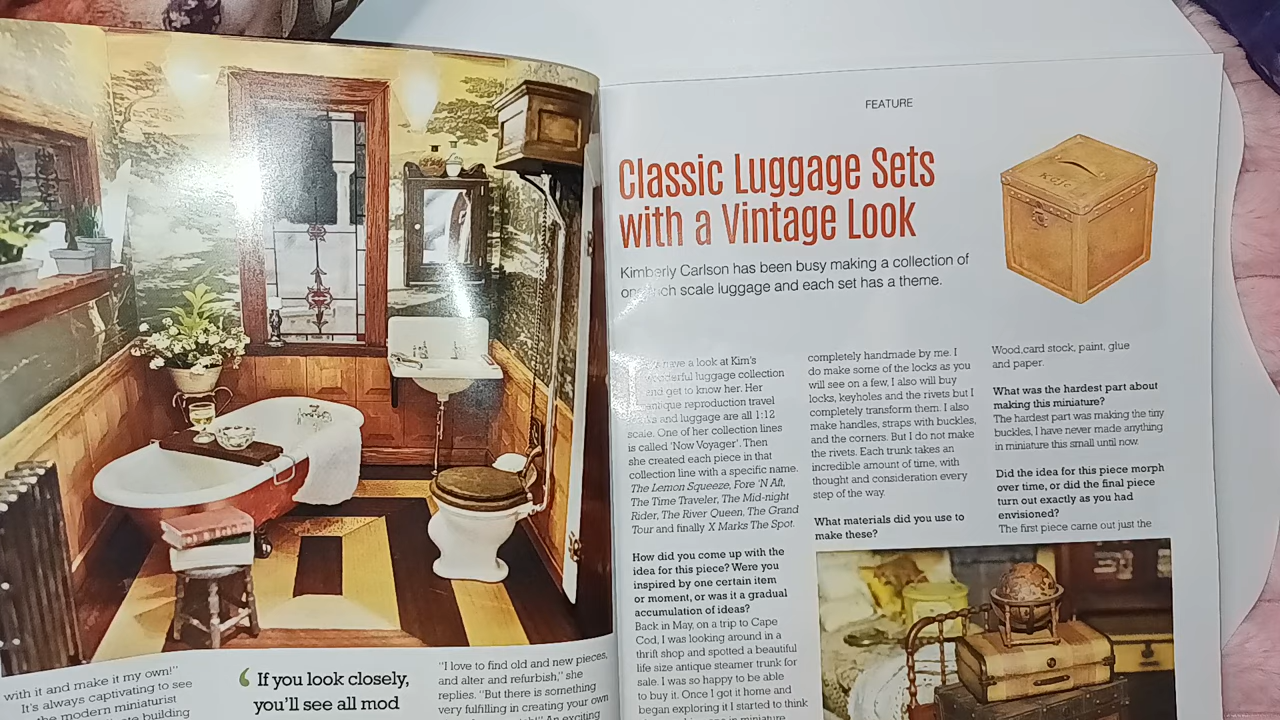 with it and make it my own!"
It's always captivating to see
the modern miniaturist
building
‘ If you look closely,
you'll see all mod
"I love to find old and new pieces,
and alter and refurbish," she
replies. "But there is something
very fulfilling in creating your own
An exciting
FEATURE
Classic Luggage Sets
with a Vintage Look
Kimberly Carlson has been busy making a collection of
one inch scale luggage and each set has a theme.
have a look at Kim's
wonderful luggage collection
and get to know her. Her
antique reproduction travel
and luggage are all 1:12
scale. One of her collection lines
is called 'Now Voyager'. Then
she created each piece in that
collection line with a specific name.
The Lemon Squeeze, Fore 'N Aft,
The Time Traveler, The Mid-night
Rider, The River Queen, The Grand
Tour and finally X Marks The Spot.
How did you come up with the
idea for this piece? Were you
inspired by one certain item
or moment, or was it a gradual
accumulation of ideas?
Back in May, on a trip to Cape
Cod, I was looking around in a
thrift shop and spotted a beautiful
life size antique steamer trunk for
sale. I was so happy to be able
to buy it. Once I got it home and
began exploring it I started to think
in miniature
completely handmade by me. I
do make some of the locks as you
will see on a few, I also will buy
locks, keyholes and the rivets but I
completely transform them. I also
make handles, straps with buckles,
and the corners. But I do not make
the rivets. Each trunk takes an
incredible amount of time, with
thought and consideration every
step of the way.
What materials did you use to
make these?
Wood,card stock, paint, glue
and paper.
What was the hardest part about
making this miniature?
The hardest part was making the tiny
buckles, I have never made anything
in miniature this small until now.
Did the idea for this piece morph
over time, or did the final piece
turn out exactly as you had
envisioned?
The first piece came out just the